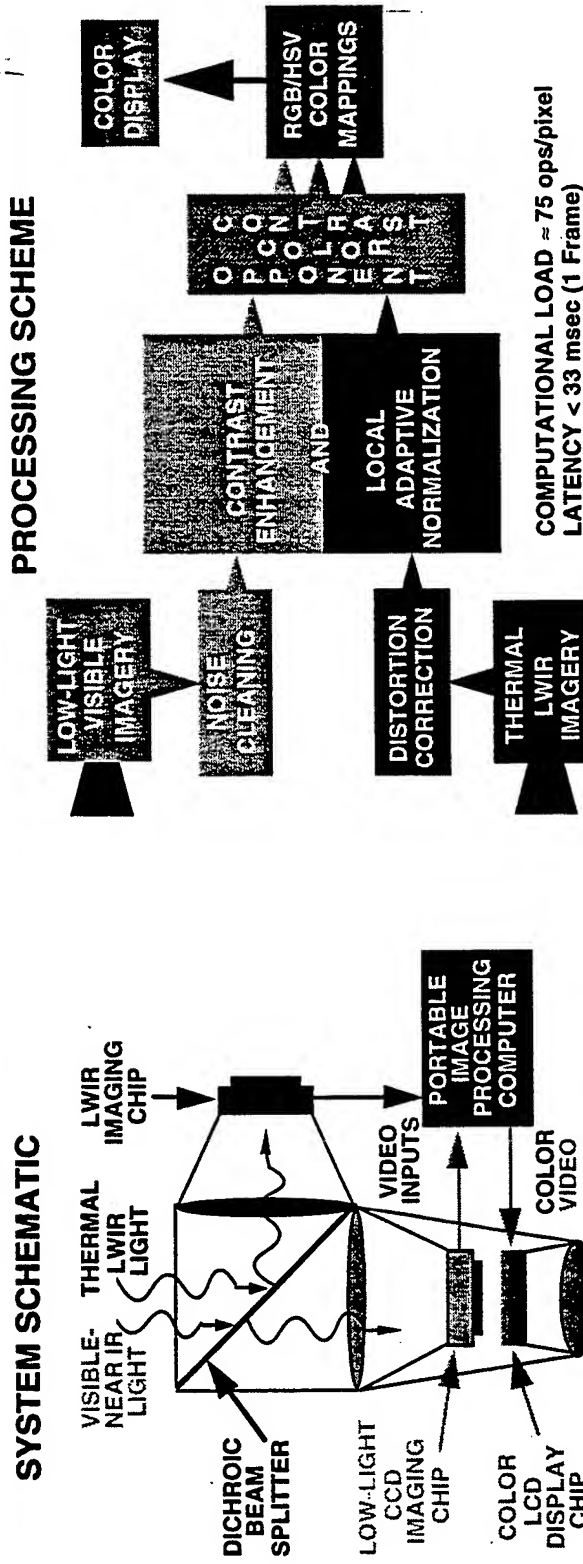 SYSTEM SCHEMATIC
VISIBLE-
NEAR IR
LIGHT
THERMAL
LWIR
LIGHT
LWIR
IMAGING
CHIP
DICHROIC
BEAM
SPLITTER
VIDEO
INPUTS
PORTABLE
IMAGE
PROCESSING
COMPUTER
LOW-LIGHT
CCD
IMAGING
CHIP
COLOR
VIDEO
COLOR
LCD
DISPLAY
CHIP
PROCESSING SCHEME
LOW-LIGHT
VISIBLE
IMAGERY
NOISE
CLEANING
CONTRAST
ENHANCEMENT
AND
LOCAL
ADAPTIVE
NORMALIZATION
DISTORTION
CORRECTION
THERMAL
LWIR
IMAGERY
OPPONENT
COLOR
CONTRAST
RGB/HSV
COLOR
MAPPINGS
COLOR
DISPLAY
COMPUTATIONAL LOAD ≈ 75 ops/pixel
LATENCY < 33 msec (1 Frame)